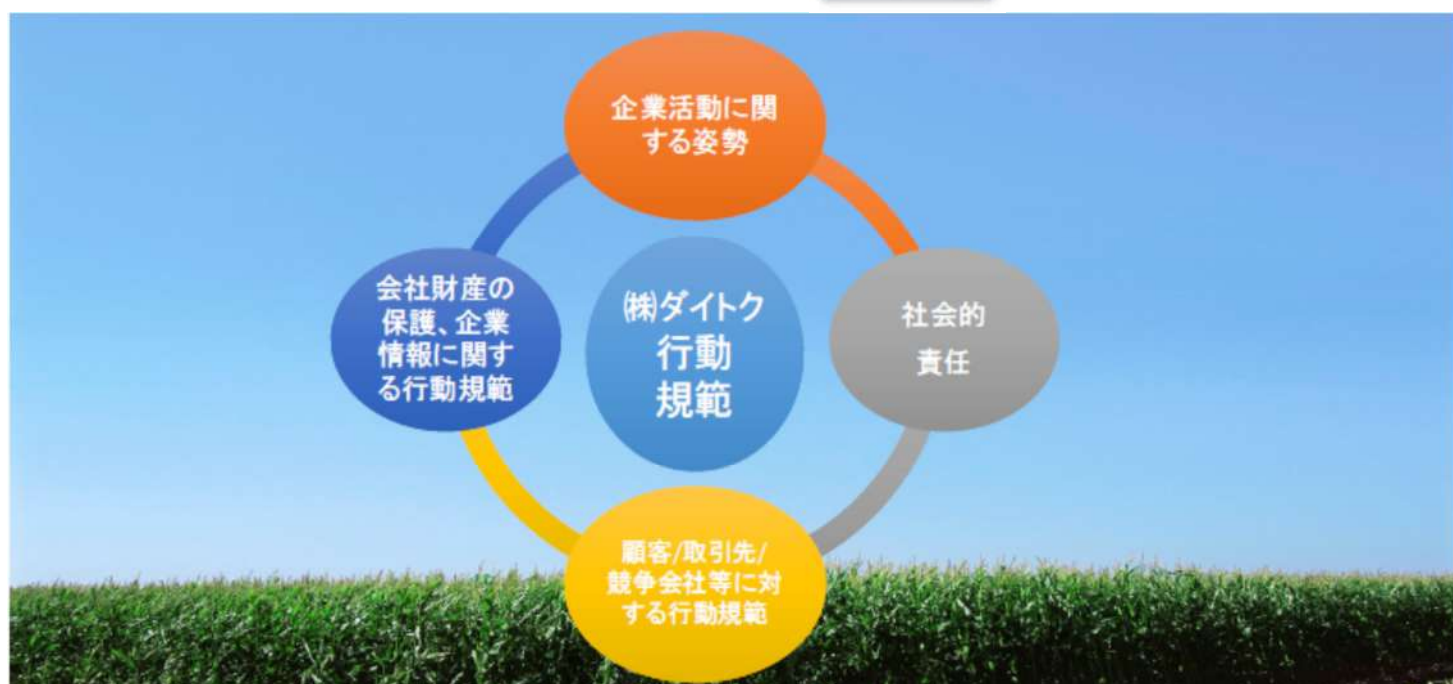 企業活動に関
する姿勢
会社財産の
保護、企業
情報に関す
る行動規範
㈱ダイトク
行動
規範
社会的
責任
顧客/取引先/
競争会社等に対
する行動規範